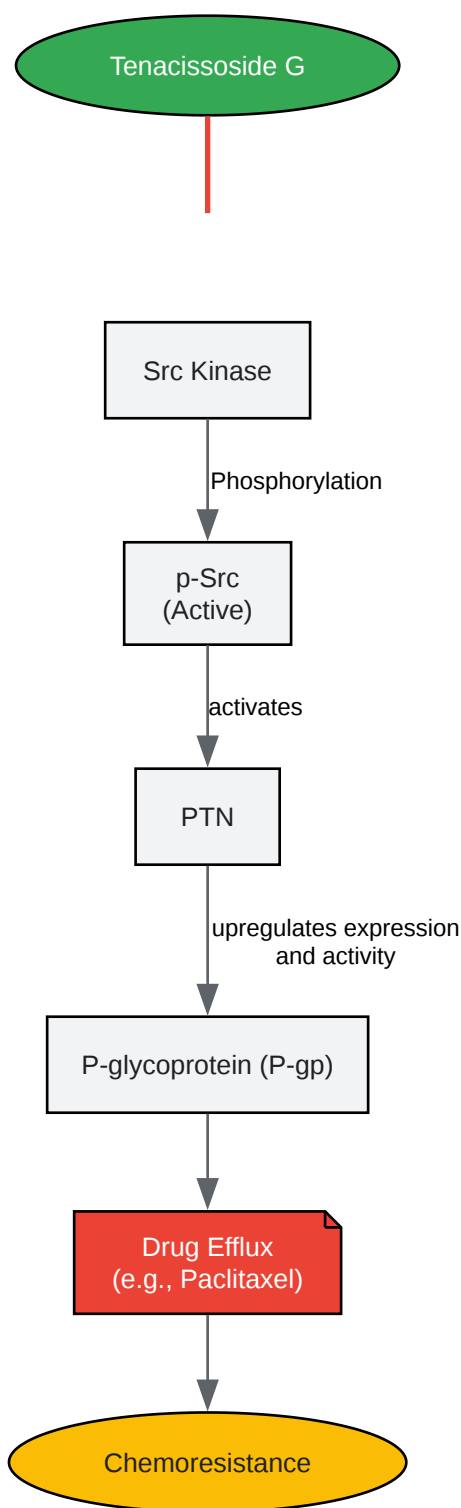 Tenacissoside G
Src Kinase
Phosphorylation
p-Src
(Active)
activates
PTN
upregulates expression
and activity
P-glycoprotein (P-gp)
Drug Efflux
(e.g., Paclitaxel)
Chemoresistance